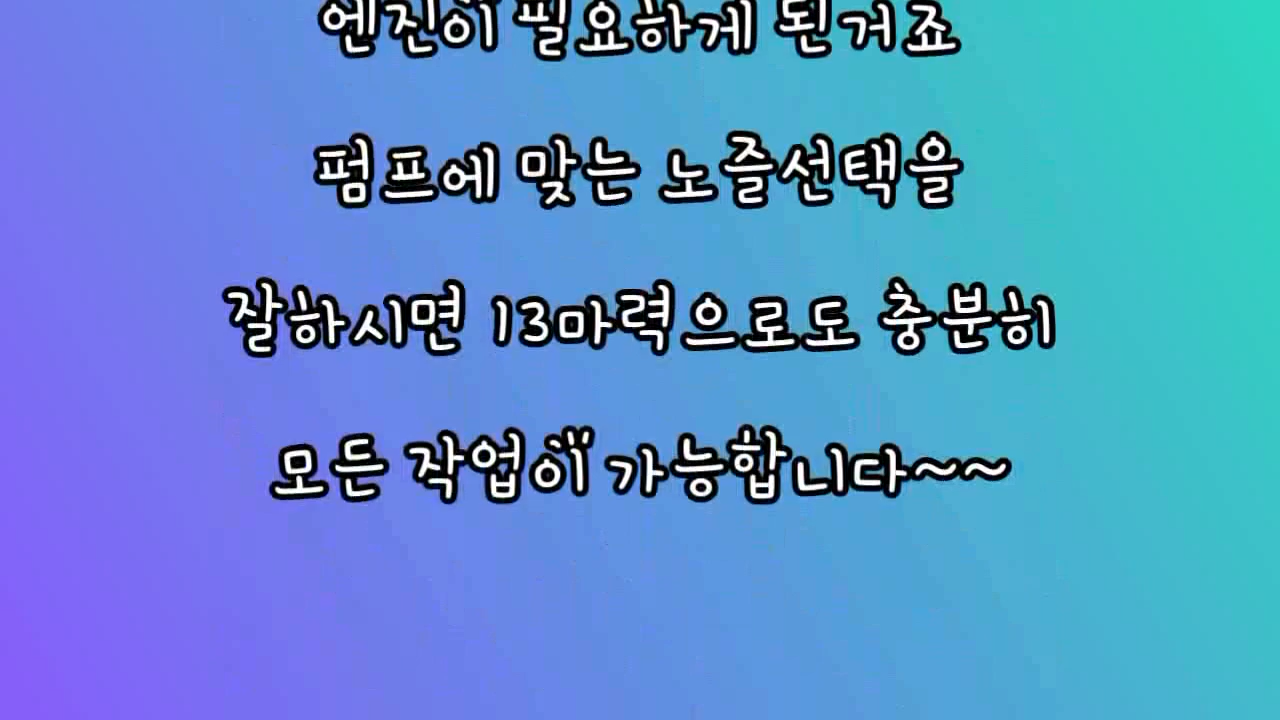 엔진이 필요하게 된거죠
펌프에 맞는 노즐선택을
잘하시면 13마력으로도 충분히
모든 작업이 가능합니다~~